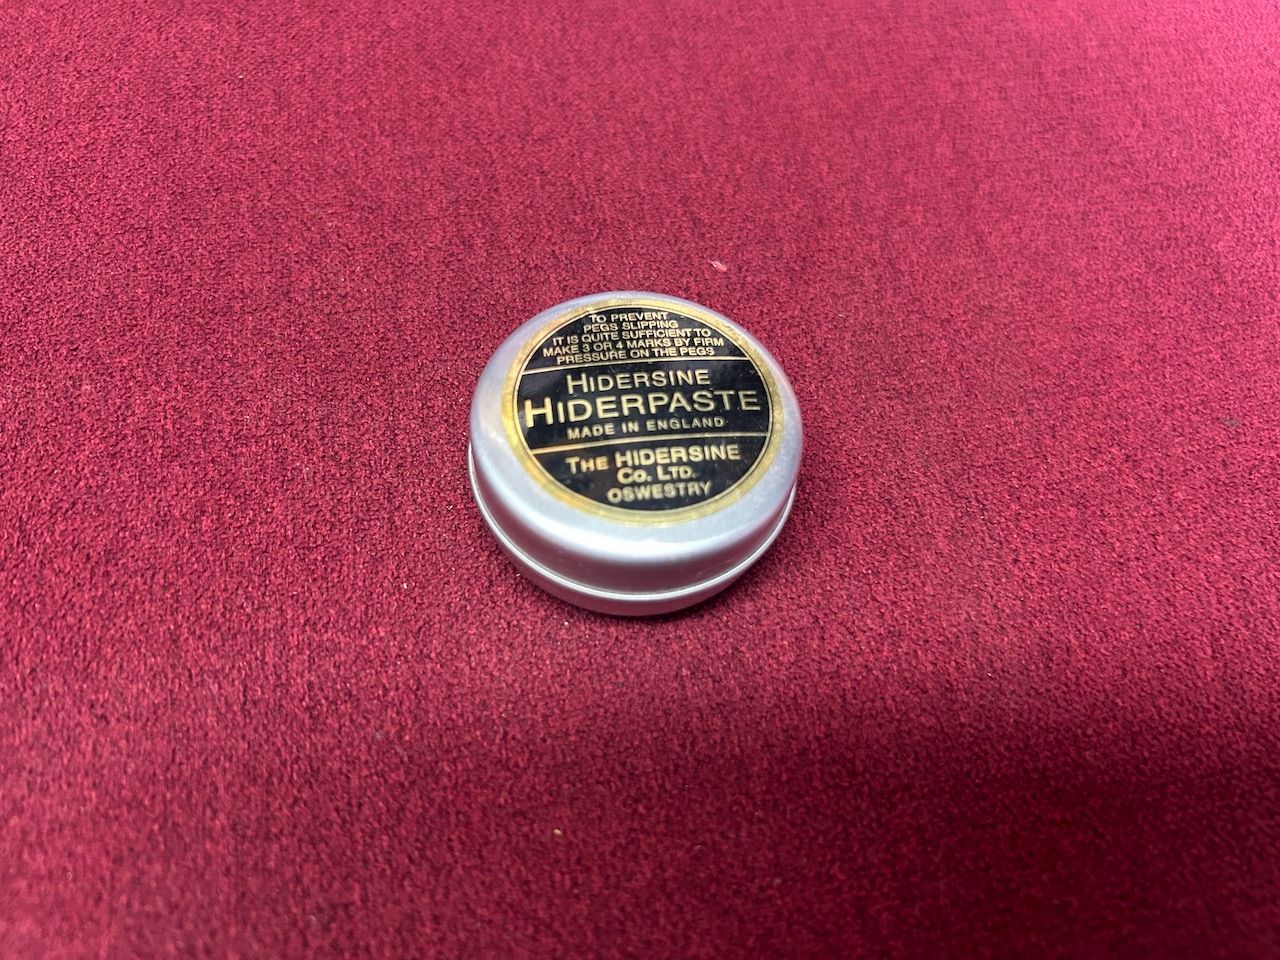 TO PREVENT
PEGS SLIPPING
IT IS QUITE SUFFICIENT TO
MAKE 3 OR 4 MARKS BY FIRM
PRESSURE ON THE PEGS
HIDERSINE
HIDERPASTE
MADE IN ENGLAND
THE HIDERSINE
CO. LTD.
OSWESTRY